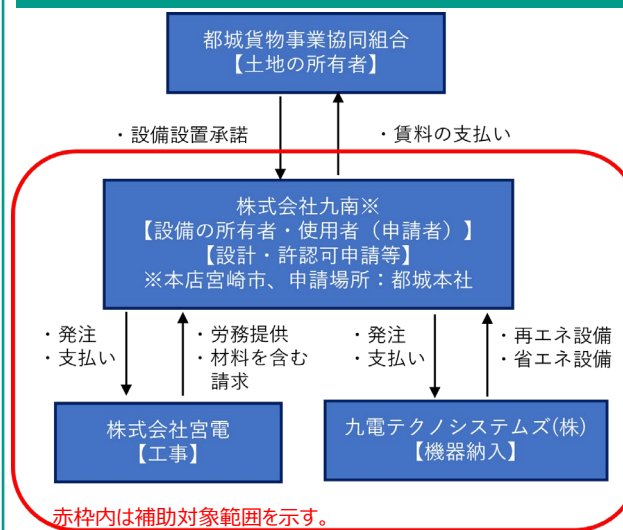 都城貨物事業協同組合
【土地の所有者】
・設備設置承諾
・賃料の支払い
株式会社九南※
【設備の所有者・使用者（申請者）】
【設計・許認可申請等】
※本店宮崎市、申請場所：都城本社
・発注
・支払い
・労務提供
・材料を含む
請求
・発注
・支払い
・再エネ設備
・省エネ設備
株式会社宮電
【工事】
九電テクノシステムズ(株)
【機器納入】
赤枠内は補助対象範囲を示す。